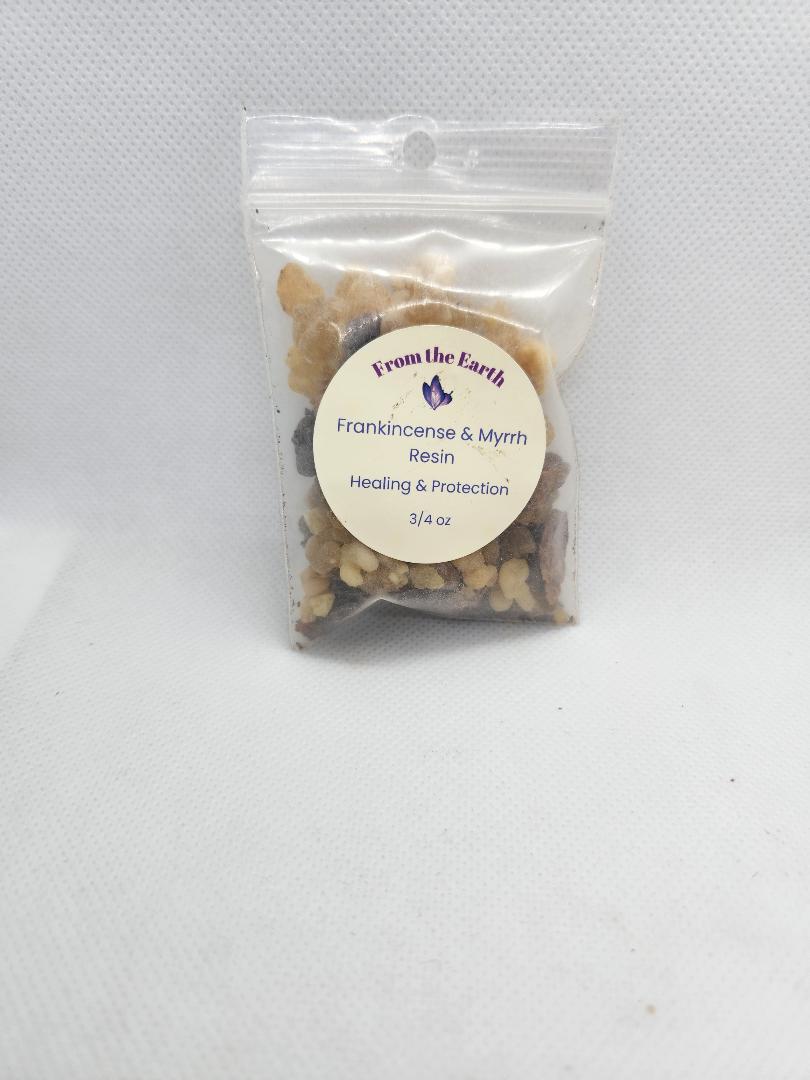 From the Earth
Frankincense & Myrrh
Resin
Healing & Protection
3/4 oz